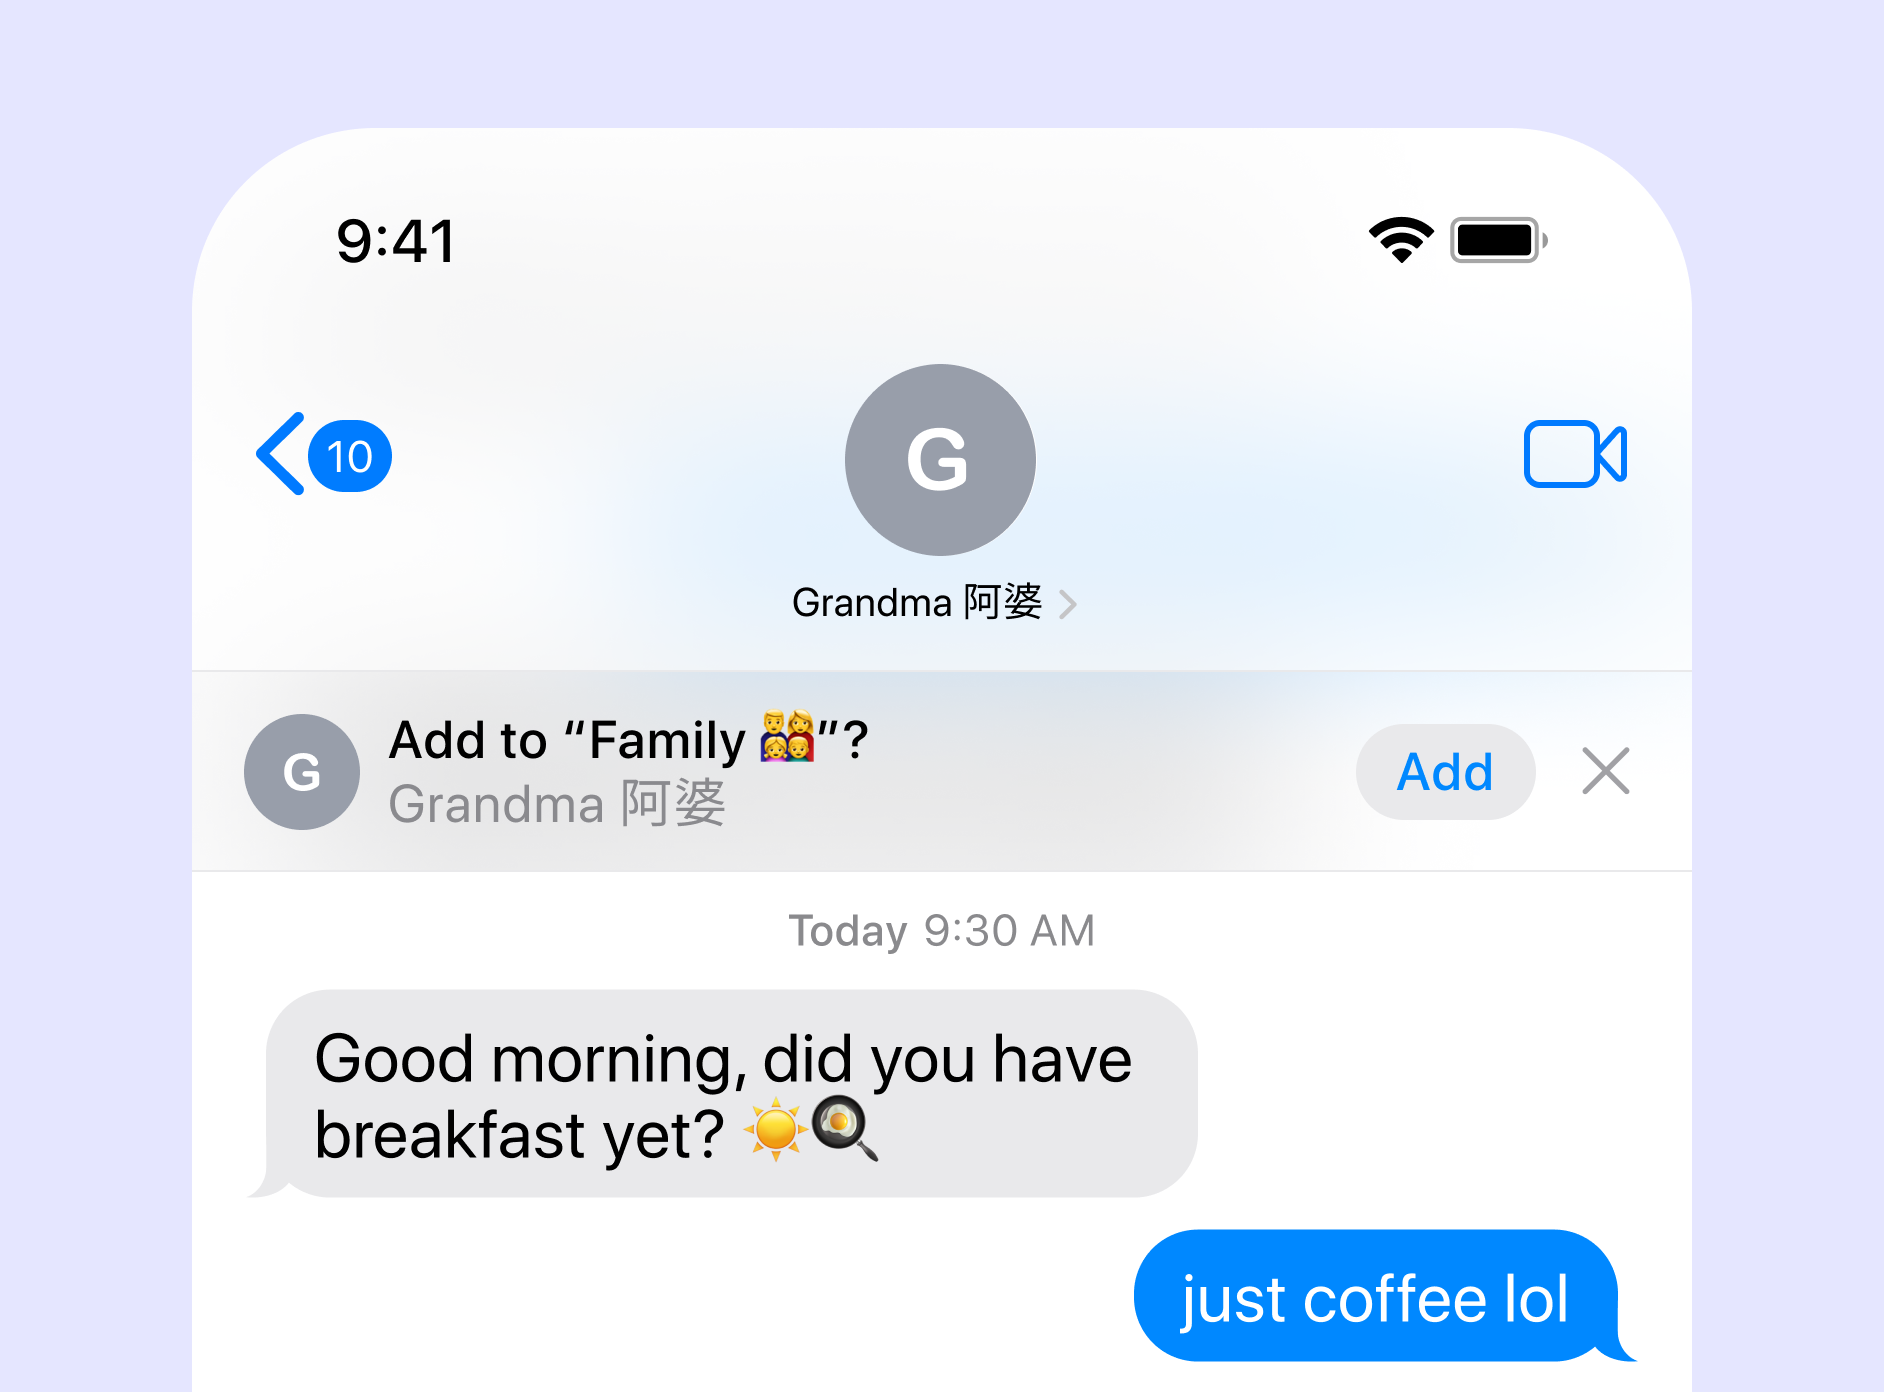 9:41
10
G
Grandma 阿婆
G
Add to “Family 👨‍👩‍👧‍👦”?
Grandma 阿婆
Add
Today 9:30 AM
Good morning, did you have
breakfast yet? ☀️🍳
just coffee lol